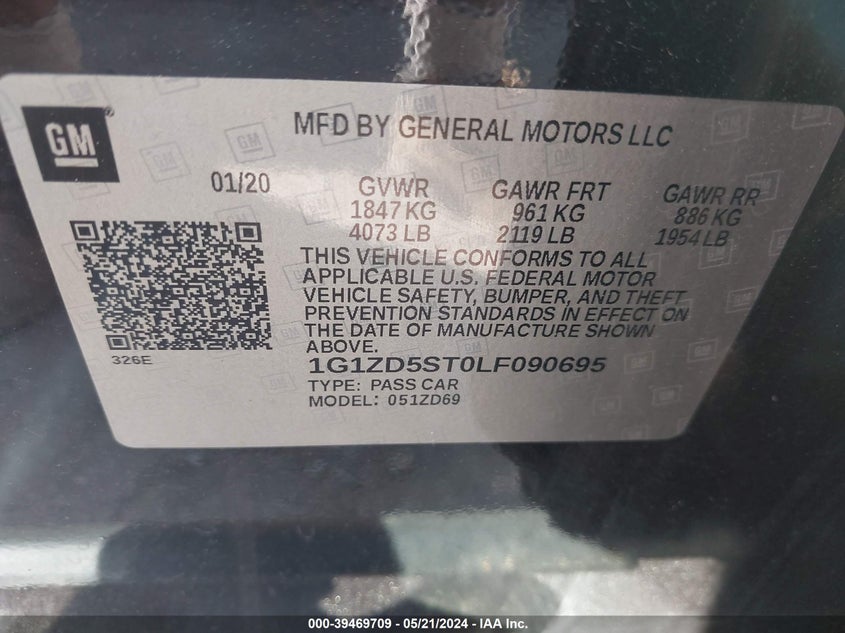 GM
MFD BY GENERAL MOTORS LLC
01/20 GVWR GAWR FRT GAWR RR
1847 KG 961 KG 886 KG
4073 LB 2119 LB 1954 LB
THIS VEHICLE CONFORMS TO ALL
APPLICABLE U.S. FEDERAL MOTOR
VEHICLE SAFETY, BUMPER, AND THEFT
PREVENTION STANDARDS IN EFFECT ON
THE DATE OF MANUFACTURE SHOWN
ABOVE.
326E
1G1ZD5ST0LF090695
TYPE: PASS CAR
MODEL: 051ZD69
000-39469709 - 05/21/2024 - IAA Inc.